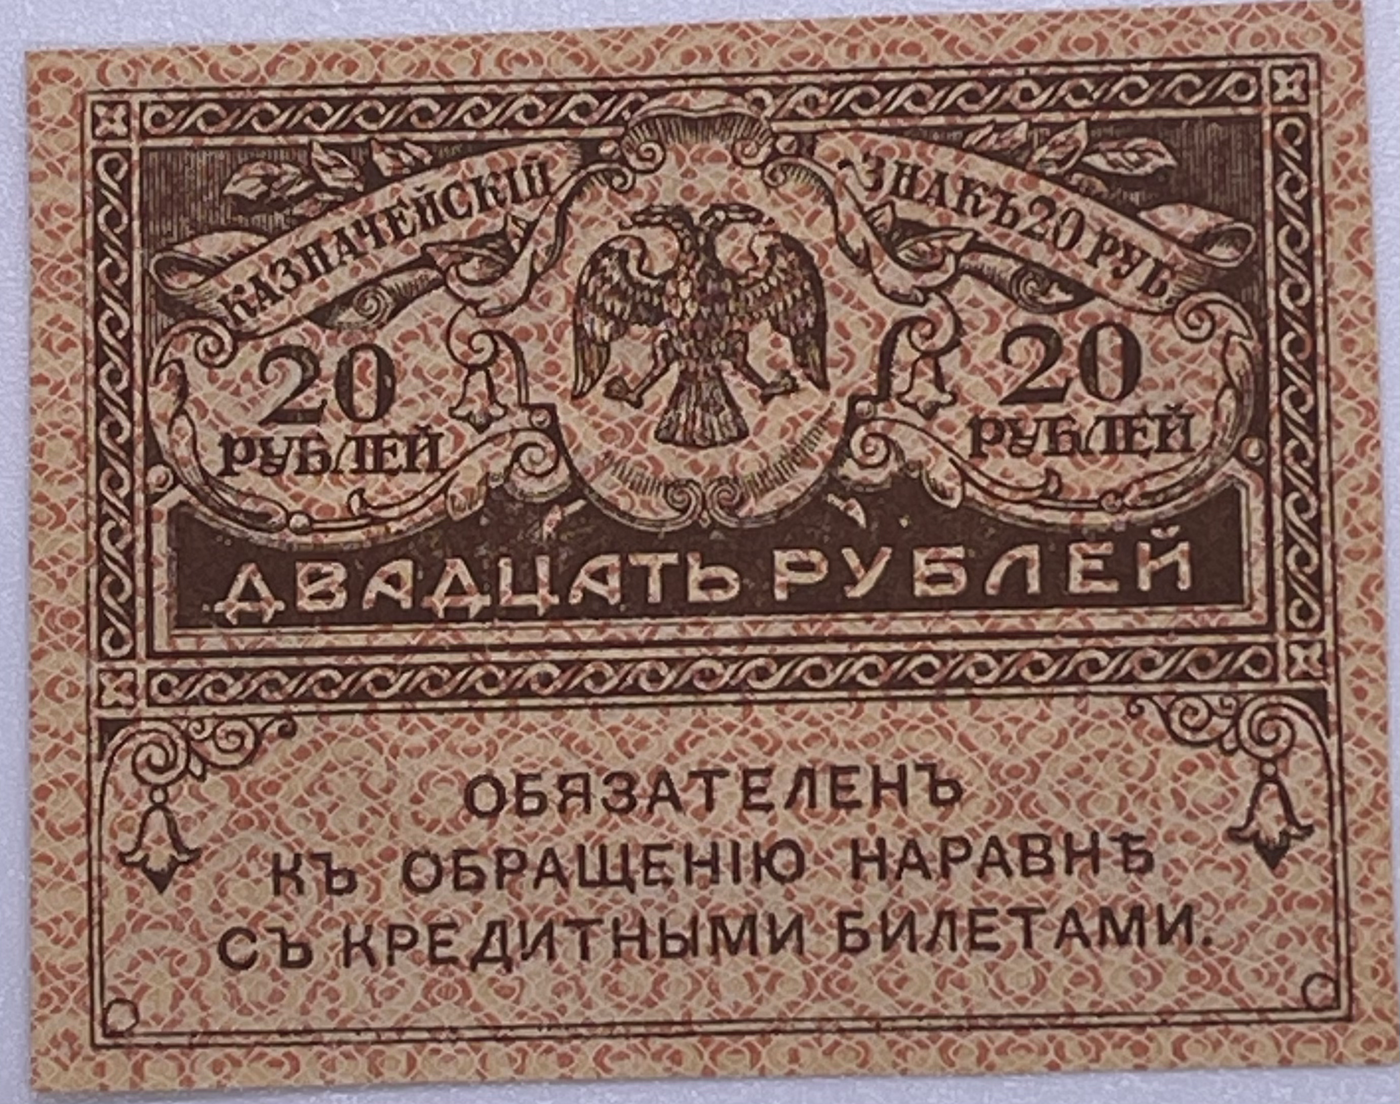 КАЗНАЧЕЙСКІЙ ЗНАКЪ 20 РУБ
20 20
РУБЛЕЙ РУБЛЕЙ
ДВАДЦАТЬ РУБЛЕЙ
ОБЯЗАТЕЛЕНЪ
КЪ ОБРАЩЕНІЮ НАРАВНѢ
СЪ КРЕДИТНЫМИ БИЛЕТАМИ.